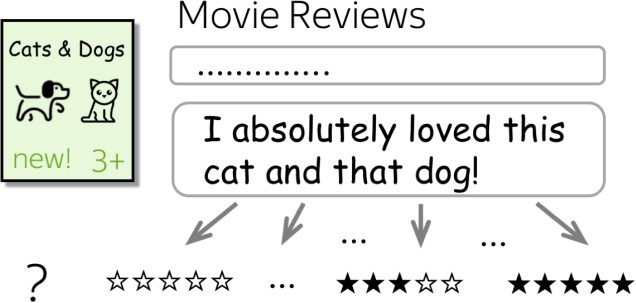 Movie Reviews
Cats & Dogs
new! 3+
..............
I absolutely loved this
cat and that dog!
... ...
? ☆☆☆☆☆ ... ★★★☆☆ ★★★★★